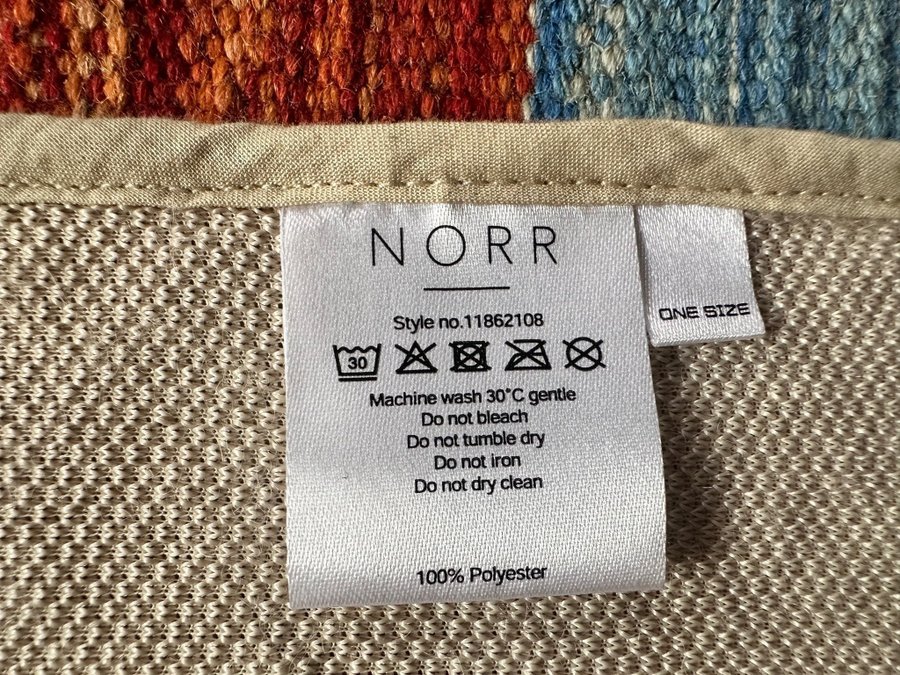 NORR
Style no.11862108
30
Machine wash 30°C gentle
Do not bleach
Do not tumble dry
Do not iron
Do not dry clean
100% Polyester
ONE SIZE